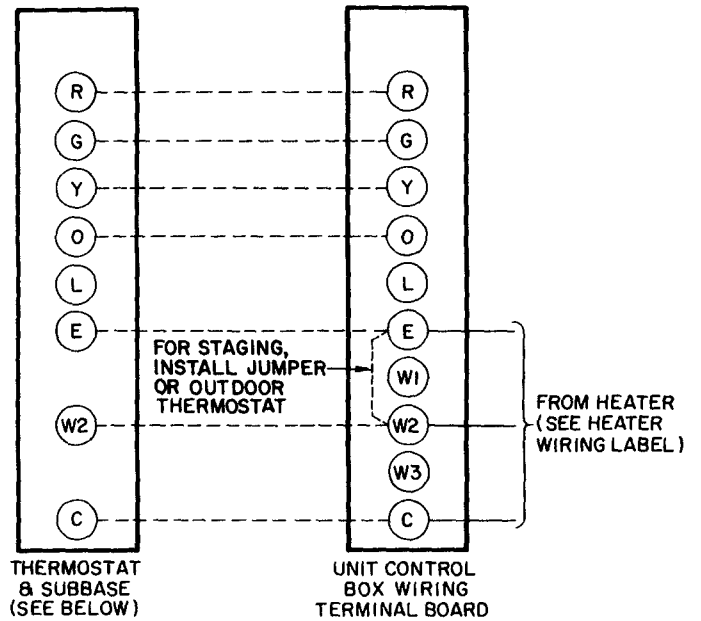 R R
G G
Y Y
O O
L L
E E
FOR STAGING,
INSTALL JUMPER
OR OUTDOOR
THERMOSTAT
W1
W2 W2
FROM HEATER
(SEE HEATER
WIRING LABEL)
W3
C C
THERMOSTAT
& SUBBASE
(SEE BELOW)
UNIT CONTROL
BOX WIRING
TERMINAL BOARD